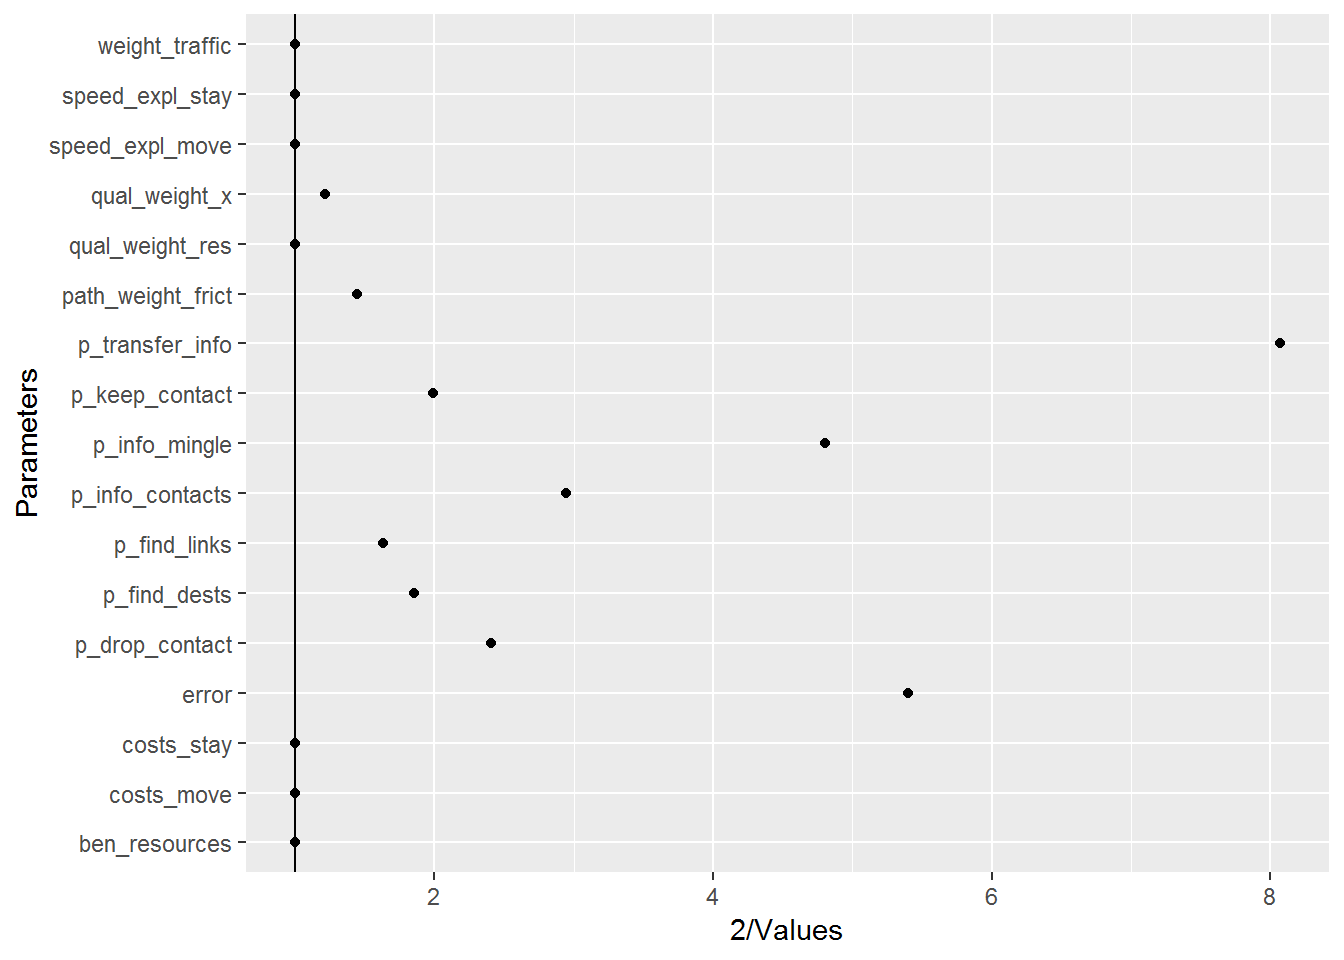 weight_traffic
speed_expl_stay
speed_expl_move
qual_weight_x
qual_weight_res
path_weight_frict
p_transfer_info
p_keep_contact
p_info_mingle
p_info_contacts
p_find_links
p_find_dests
p_drop_contact
error
costs_stay
costs_move
ben_resources
Parameters
2 4 6 8
2/Values